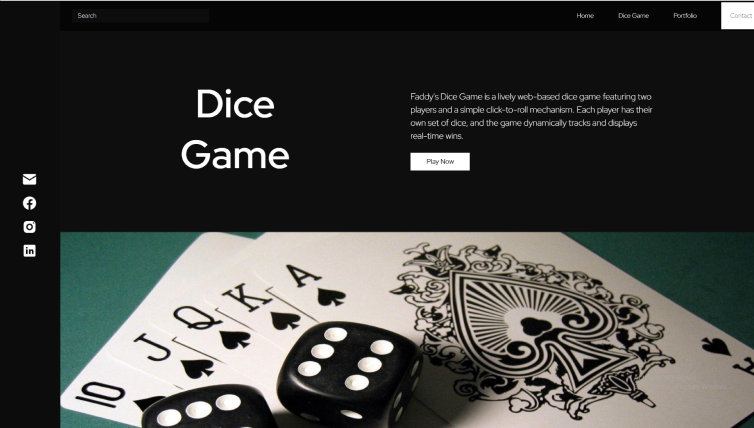 Search
Home
Dice Game
Portfolio
Contact
Dice
Game
Faddy's Dice Game is a lively web-based dice game featuring two
players and a simple click-to-roll mechanism. Each player has their
own set of dice, and the game dynamically tracks and displays
real-time wins.
Play Now
A
K
Q
J
10